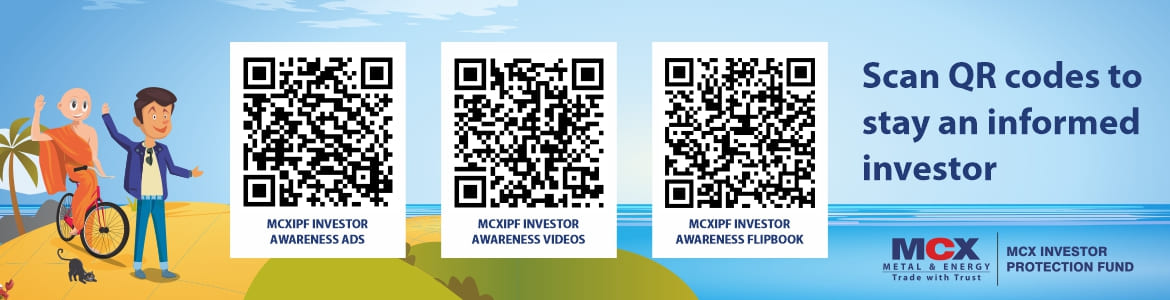 MCXIPF INVESTOR
AWARENESS ADS
MCXIPF INVESTOR
AWARENESS VIDEOS
MCXIPF INVESTOR
AWARENESS FLIPBOOK
Scan QR codes to
stay an informed
investor
MCX
METAL & ENERGY
Trade with Trust
MCX INVESTOR
PROTECTION FUND